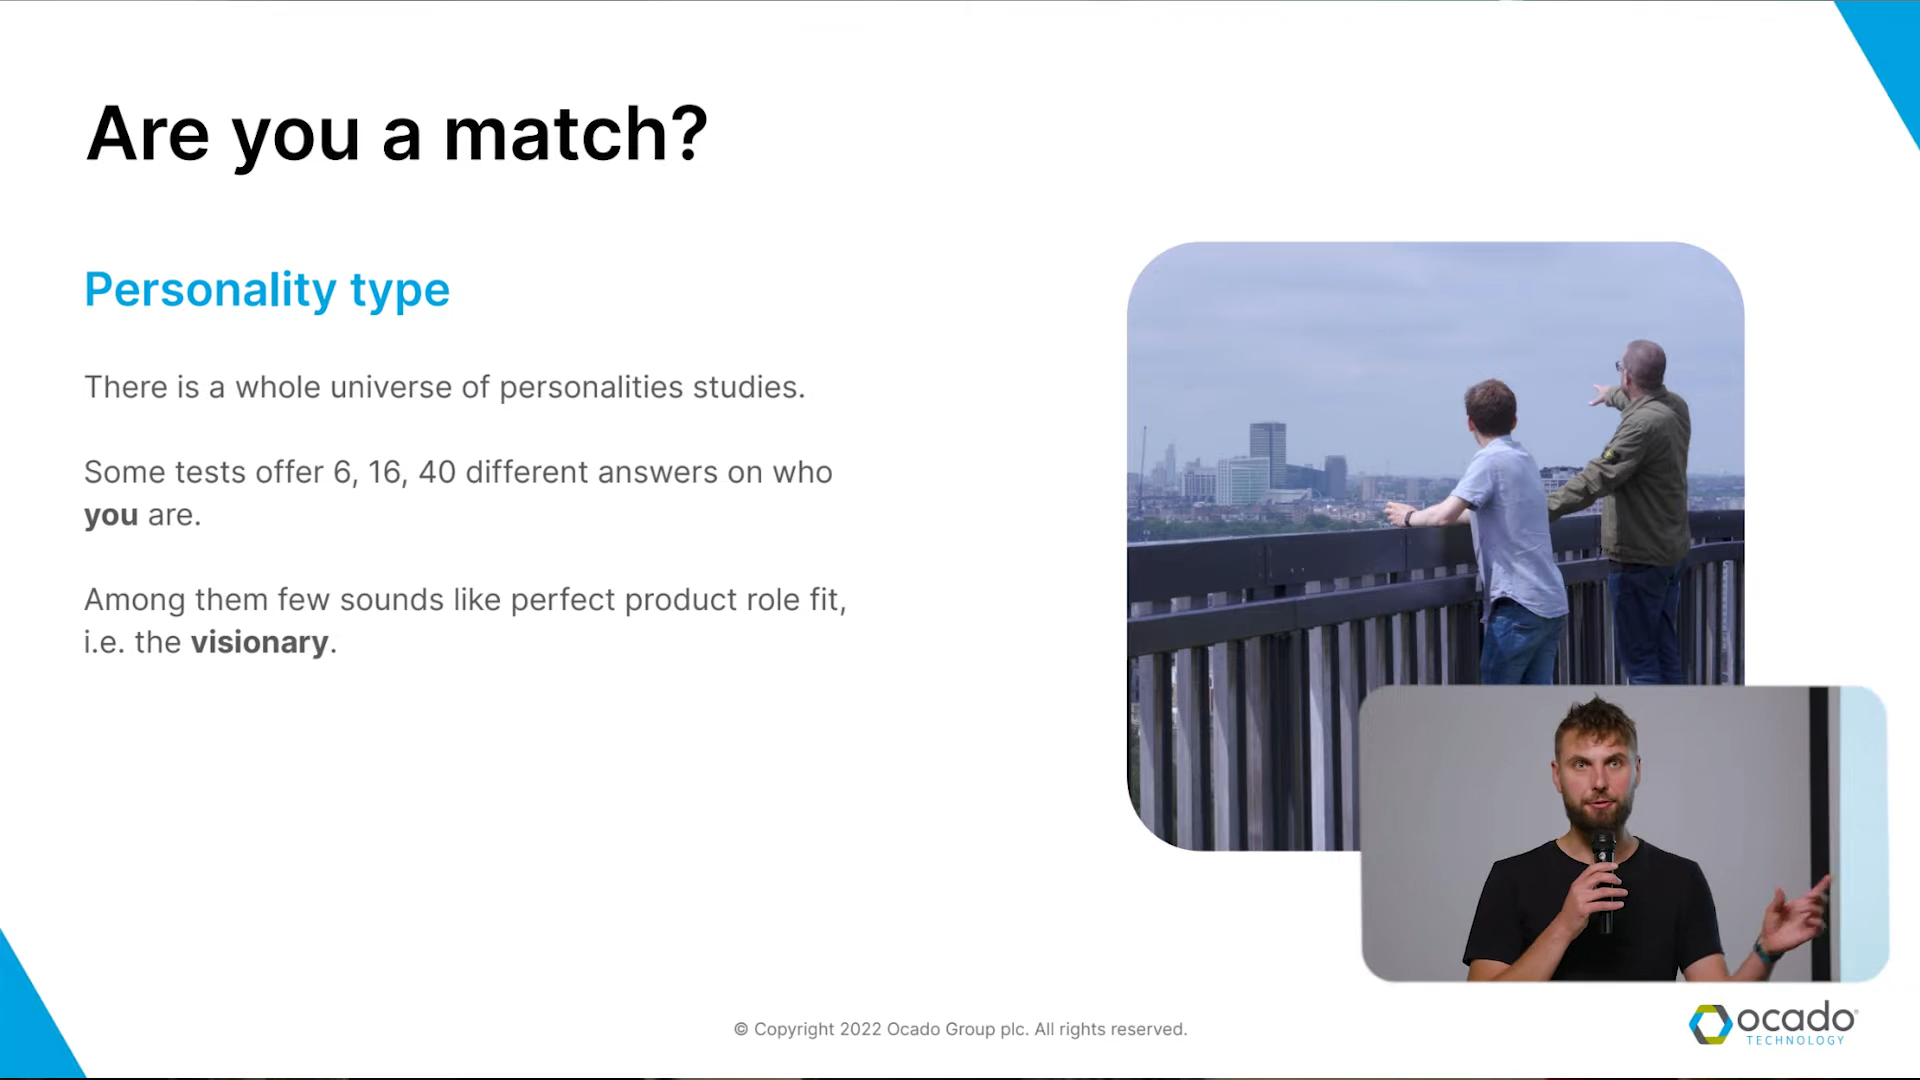 Are you a match?
Personality type
There is a whole universe of personalities studies.
Some tests offer 6, 16, 40 different answers on who
you are.
Among them few sounds like perfect product role fit,
i.e. the visionary.
© Copyright 2022 Ocado Group plc. All rights reserved.
ocado
TECHNOLOGY